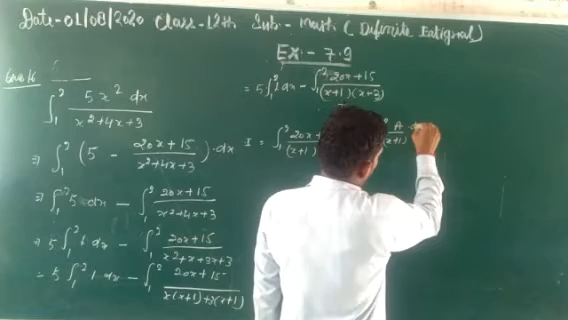 Date-01/08/2020 Class-12th Sub:- Math (Definite Integral)
Ex:- 7.9
∫₁² 5x² dx / x²+4x+3
⇒ ∫₁² (5 - 20x+15 / x²+4x+3) · dx
⇒ ∫₁² 5 dx - ∫₁² 20x+15 / x²+4x+3
⇒ 5 ∫₁² 1 dx - ∫₁² 20x+15 / x²+x+3x+3
= 5 ∫₁² 1 dx - ∫₁² 20x+15 / x(x+1)+3(x+1)
= 5 ∫₁² 1 dx - ∫₁² 20x+15 / (x+1)(x+3)
I = ∫₁² 20x+ / (x+1) A / (x+1)